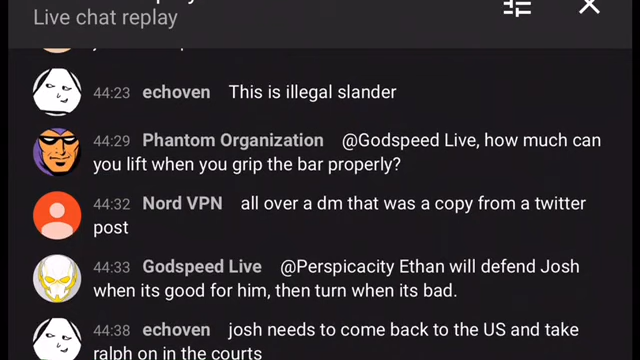 Live chat replay
44:23 echoven This is illegal slander
44:29 Phantom Organization @Godspeed Live, how much can
you lift when you grip the bar properly?
44:32 Nord VPN all over a dm that was a copy from a twitter
post
44:33 Godspeed Live @Perspicacity Ethan will defend Josh
when its good for him, then turn when its bad.
44:38 echoven josh needs to come back to the US and take
ralph on in the courts